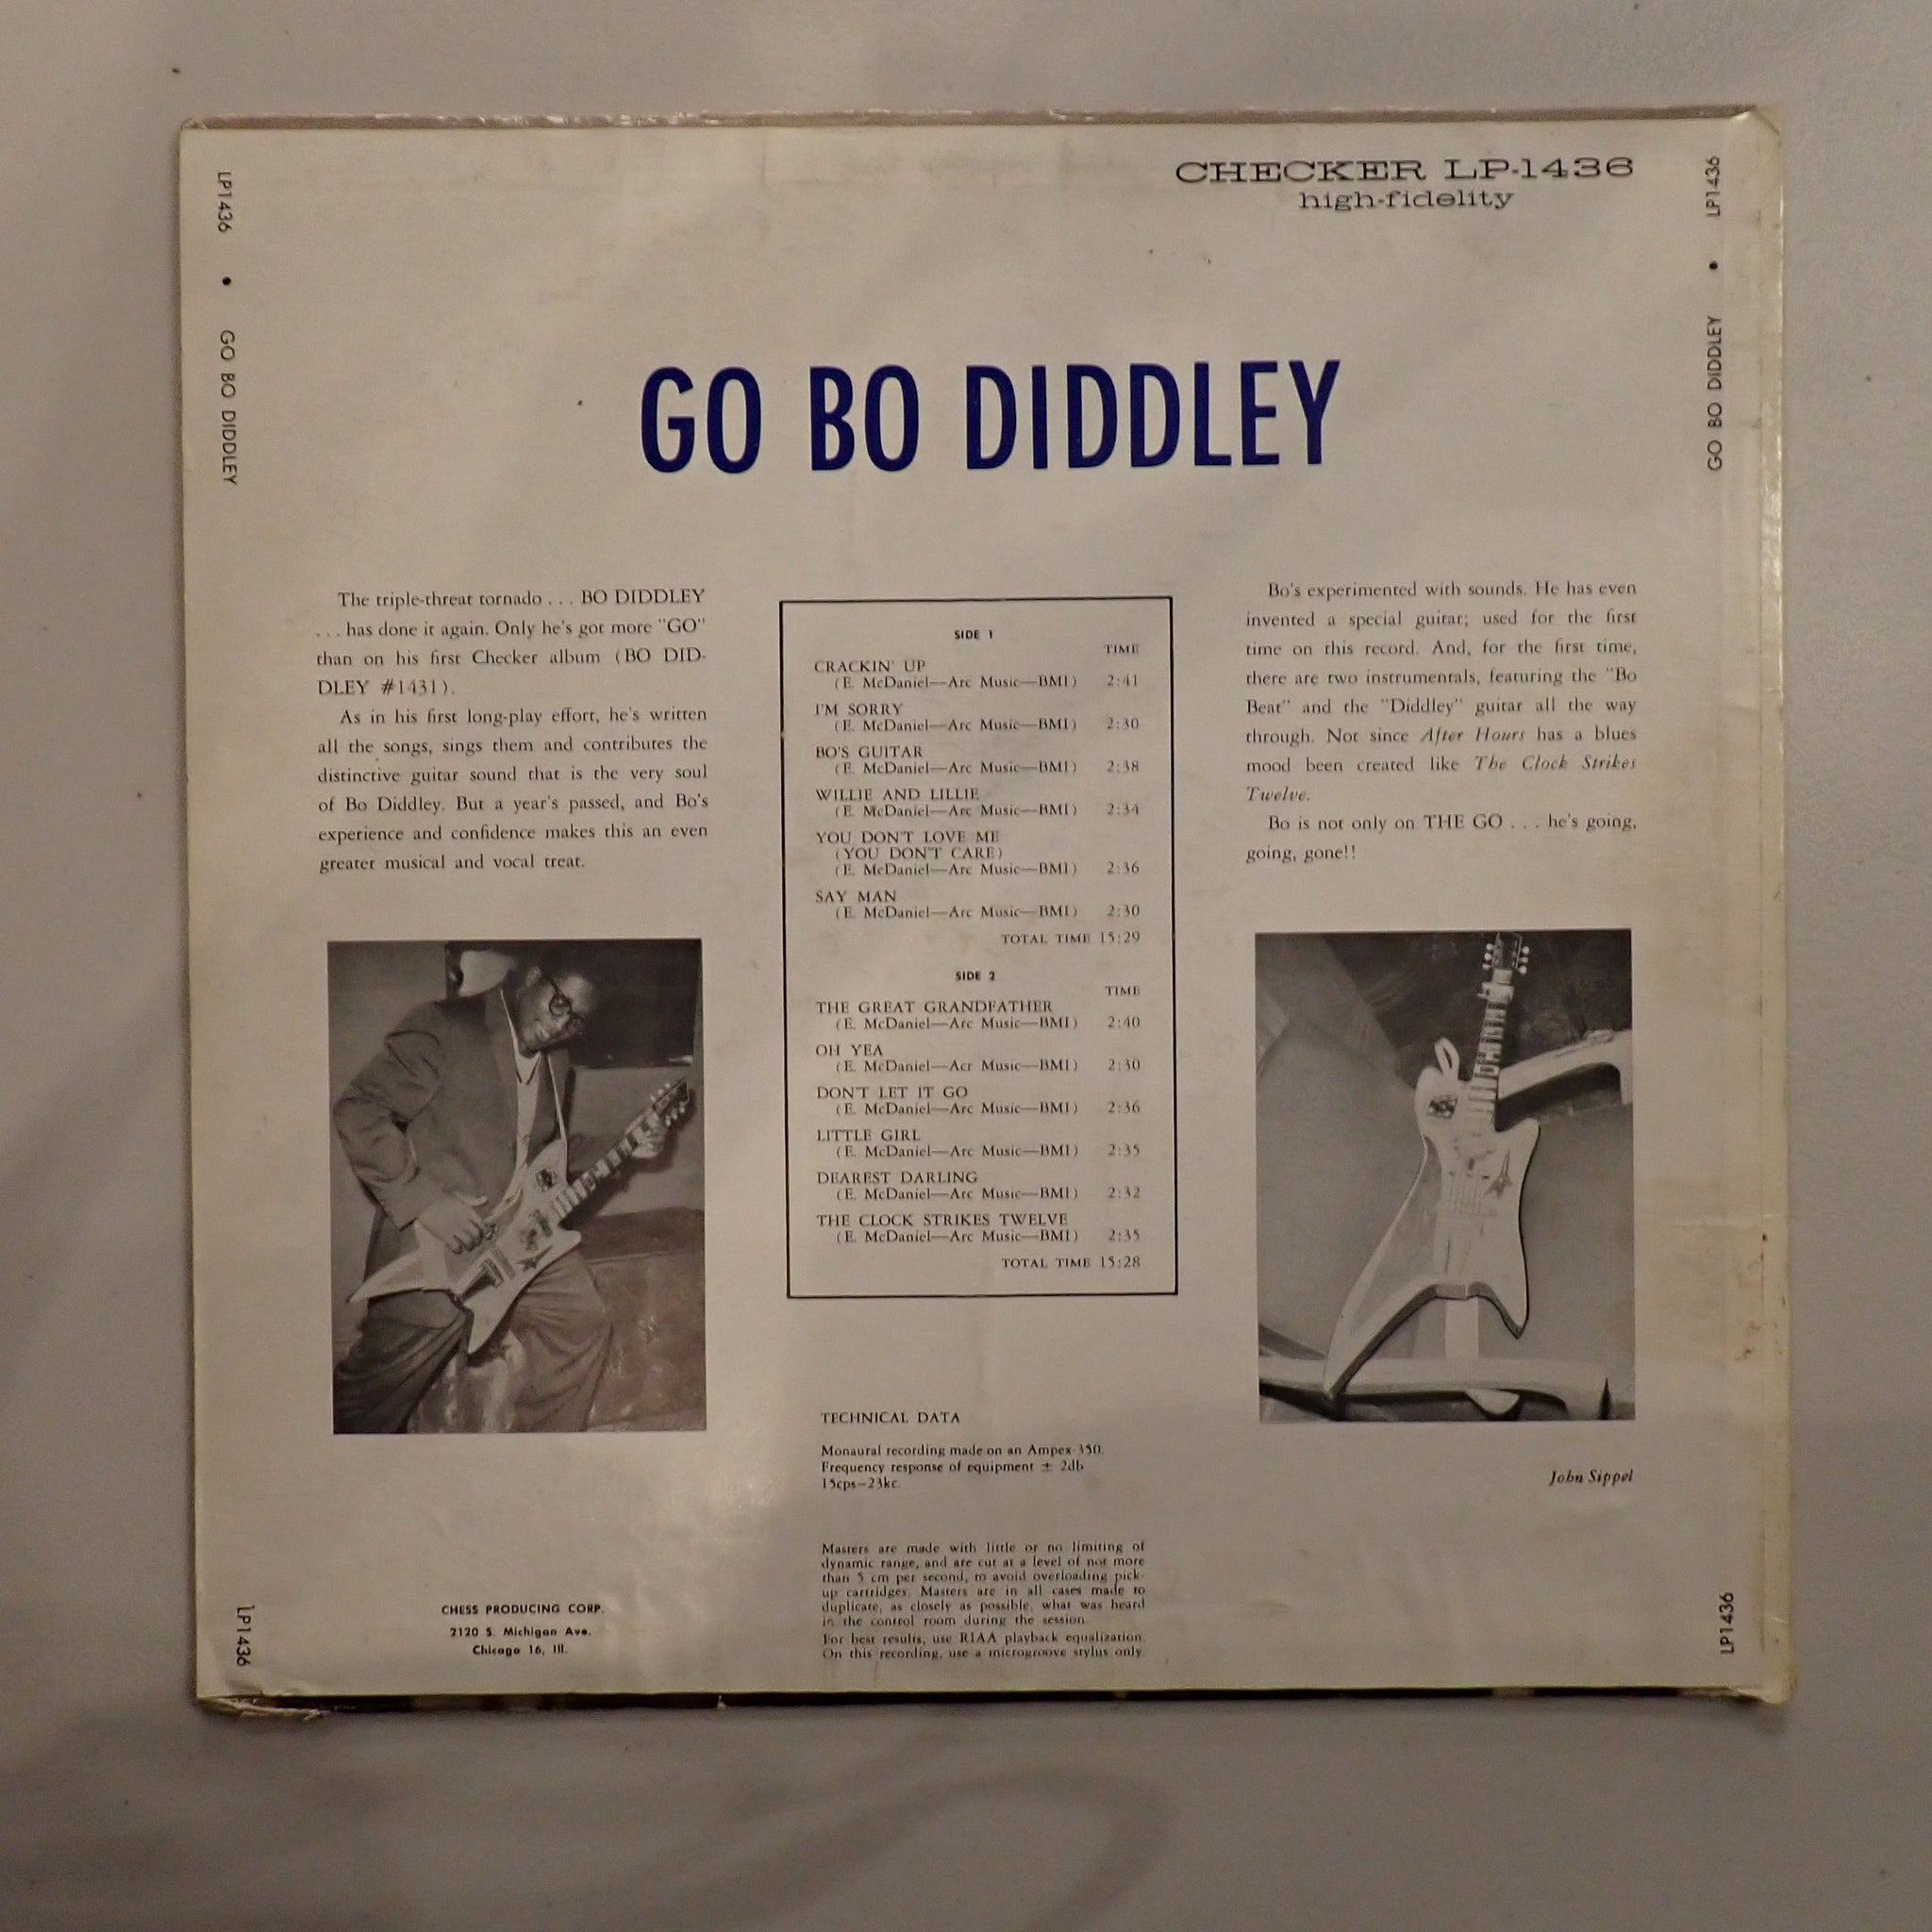 CHECKER LP-1436
high-fidelity
LP1436 • GO BO DIDDLEY
LP1436 • GO BO DIDDLEY
GO BO DIDDLEY
The triple-threat tornado . . . BO DIDDLEY
. . . has done it again. Only he's got more "GO"
than on his first Checker album (BO DID-
DLEY #1431).
As in his first long-play effort, he's written
all the songs, sings them and contributes the
distinctive guitar sound that is the very soul
of Bo Diddley. But a year's passed, and Bo's
experience and confidence makes this an even
greater musical and vocal treat.
SIDE 1
TIME
CRACKIN' UP
(E. McDaniel—Arc Music—BMI) 2:41
I'M SORRY
(E. McDaniel—Arc Music—BMI) 2:30
BO'S GUITAR
(E. McDaniel—Arc Music—BMI) 2:38
WILLIE AND LILLIE
(E. McDaniel—Arc Music—BMI) 2:34
YOU DON'T LOVE ME
(YOU DON'T CARE)
(E. McDaniel—Arc Music—BMI) 2:36
SAY MAN
(E. McDaniel—Arc Music—BMI) 2:30
TOTAL TIME 15:29
SIDE 2
TIME
THE GREAT GRANDFATHER
(E. McDaniel—Arc Music—BMI) 2:40
OH YEA
(E. McDaniel—Acr Music—BMI) 2:30
DON'T LET IT GO
(E. McDaniel—Arc Music—BMI) 2:36
LITTLE GIRL
(E. McDaniel—Arc Music—BMI) 2:35
DEAREST DARLING
(E. McDaniel—Arc Music—BMI) 2:32
THE CLOCK STRIKES TWELVE
(E. McDaniel—Arc Music—BMI) 2:35
TOTAL TIME 15:28
Bo's experimented with sounds. He has even
invented a special guitar; used for the first
time on this record. And, for the first time,
there are two instrumentals, featuring the "Bo
Beat" and the "Diddley" guitar all the way
through. Not since After Hours has a blues
mood been created like The Clock Strikes
Twelve.
Bo is not only on THE GO . . . he's going,
going, gone!!
John Sippel
TECHNICAL DATA
Monaural recording made on an Ampex-350.
Frequency response of equipment ± 2db
15cps—23kc.
Masters are made with little or no limiting of
dynamic range, and are cut at a level of not more
than 5 cm per second, to avoid overloading pick-
up cartridges. Masters are in all cases made to
duplicate, as closely as possible, what was heard
in the control room during the session.
For best results, use RIAA playback equalization.
On this recording, use a microgroove stylus only.
CHESS PRODUCING CORP.
2120 S. Michigan Ave.
Chicago 16, Ill.
LP1436
LP1436